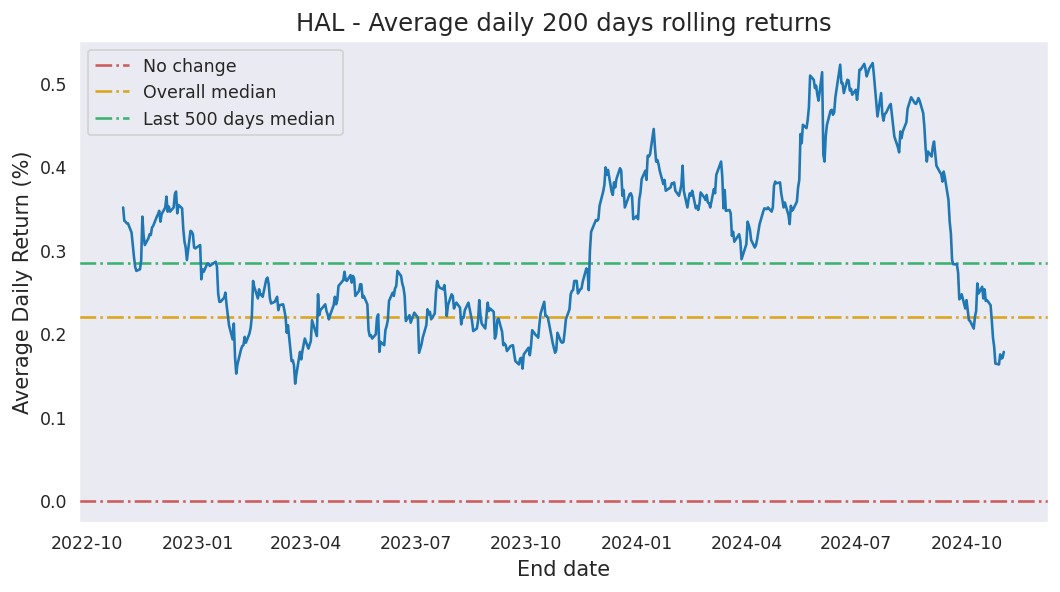 HAL - Average daily 200 days rolling returns
No change
Overall median
Last 500 days median
Average Daily Return (%)
0.5
0.4
0.3
0.2
0.1
0.0
2022-10 2023-01 2023-04 2023-07 2023-10 2024-01 2024-04 2024-07 2024-10
End date